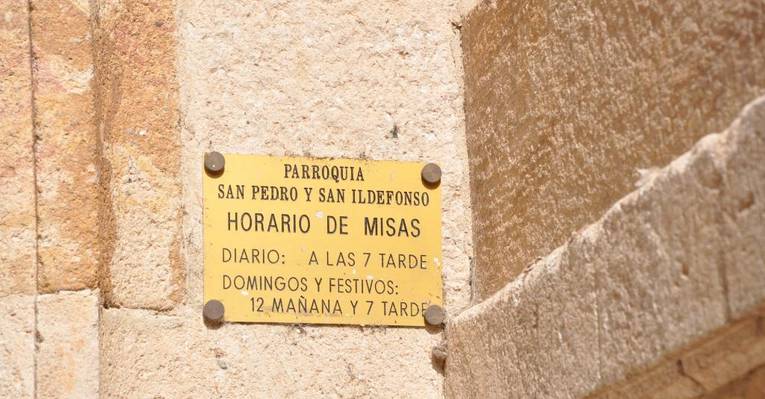 PARROQUIA
SAN PEDRO Y SAN ILDEFONSO
HORARIO DE MISAS
DIARIO: A LAS 7 TARDE
DOMINGOS Y FESTIVOS:
12 MAÑANA Y 7 TARDE